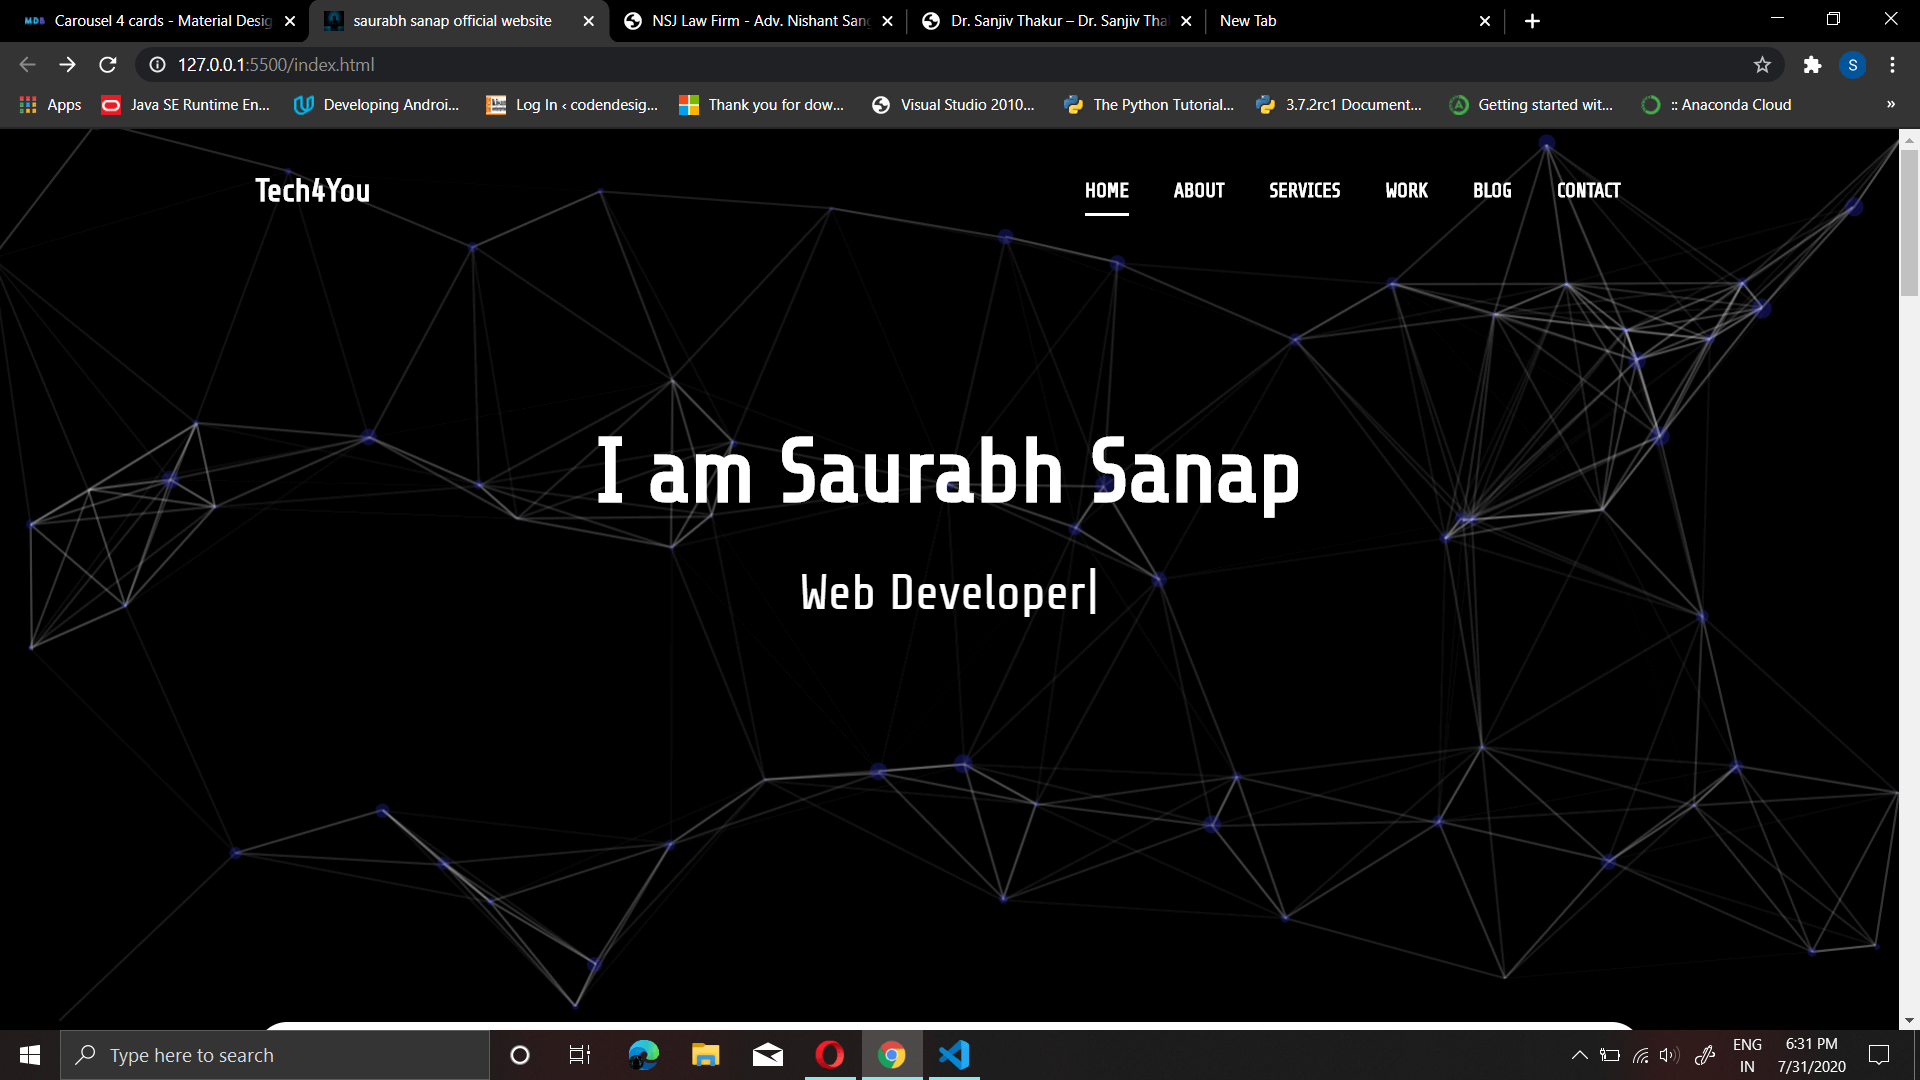 MDB Carousel 4 cards - Material Desig
saurabh sanap official website
NSJ Law Firm - Adv. Nishant Sang
Dr. Sanjiv Thakur – Dr. Sanjiv Thak
New Tab
127.0.0.1:5500/index.html
S
Apps
Java SE Runtime En...
Developing Androi...
Log In ‹ codendesig...
Thank you for dow...
Visual Studio 2010...
The Python Tutorial...
3.7.2rc1 Document...
Getting started wit...
:: Anaconda Cloud
»
Tech4You
HOME
ABOUT
SERVICES
WORK
BLOG
CONTACT
I am Saurabh Sanap
Web Developer|
Type here to search
ENG
IN
6:31 PM
7/31/2020